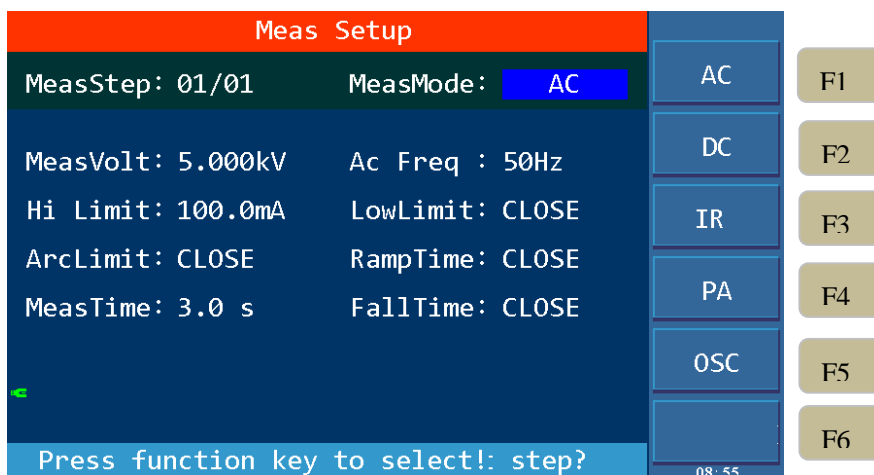 Meas Setup
MeasStep: 01/01 MeasMode: AC
MeasVolt: 5.000kV Ac Freq : 50Hz
Hi Limit: 100.0mA LowLimit: CLOSE
ArcLimit: CLOSE RampTime: CLOSE
MeasTime: 3.0 s FallTime: CLOSE
Press function key to select!: step?
AC F1
DC F2
IR F3
PA F4
OSC F5
F6
08:55